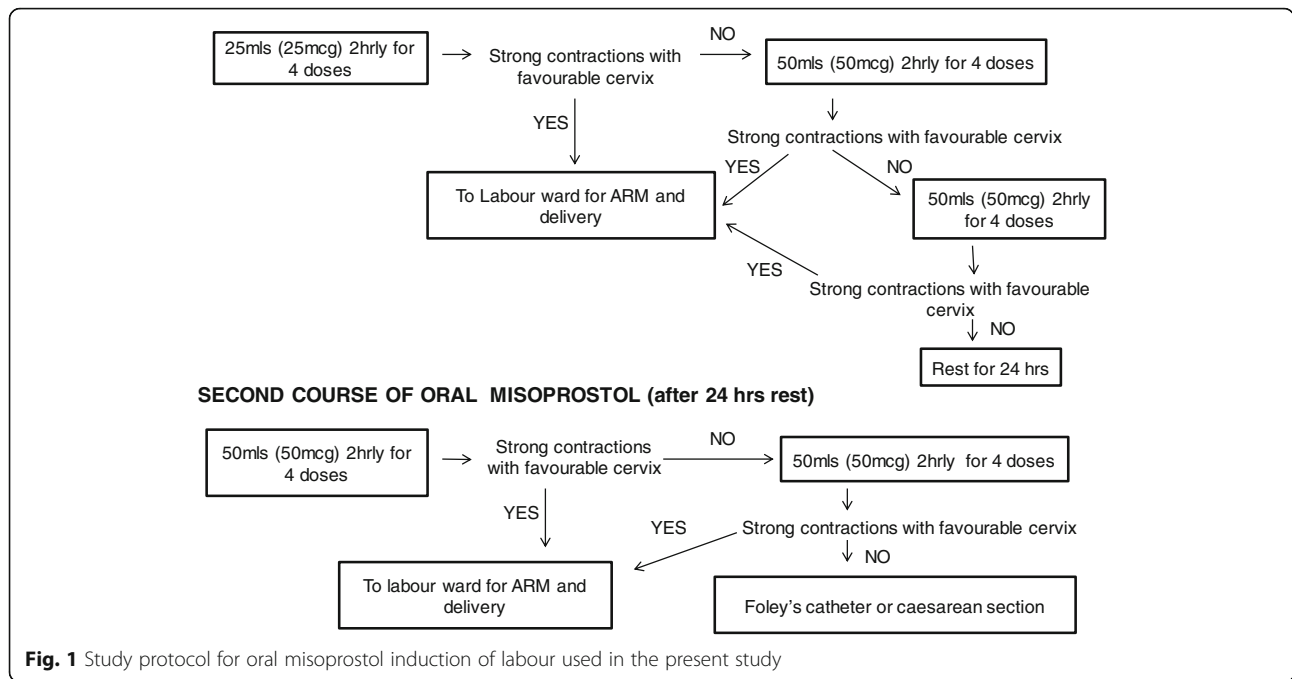 25mls (25mcg) 2hrly for
4 doses
Strong contractions with
favourable cervix
NO
50mls (50mcg) 2hrly for 4 doses
YES
Strong contractions with favourable cervix
YES
NO
To Labour ward for ARM and
delivery
50mls (50mcg) 2hrly
for 4 doses
YES
Strong contractions with favourable
cervix
NO
Rest for 24 hrs
SECOND COURSE OF ORAL MISOPROSTOL (after 24 hrs rest)
50mls (50mcg) 2hrly for
4 doses
Strong contractions
with favourable cervix
NO
50mls (50mcg) 2hrly for 4 doses
YES
YES
Strong contractions with favourable cervix
NO
To labour ward for ARM and
delivery
Foley's catheter or caesarean section
Fig. 1 Study protocol for oral misoprostol induction of labour used in the present study